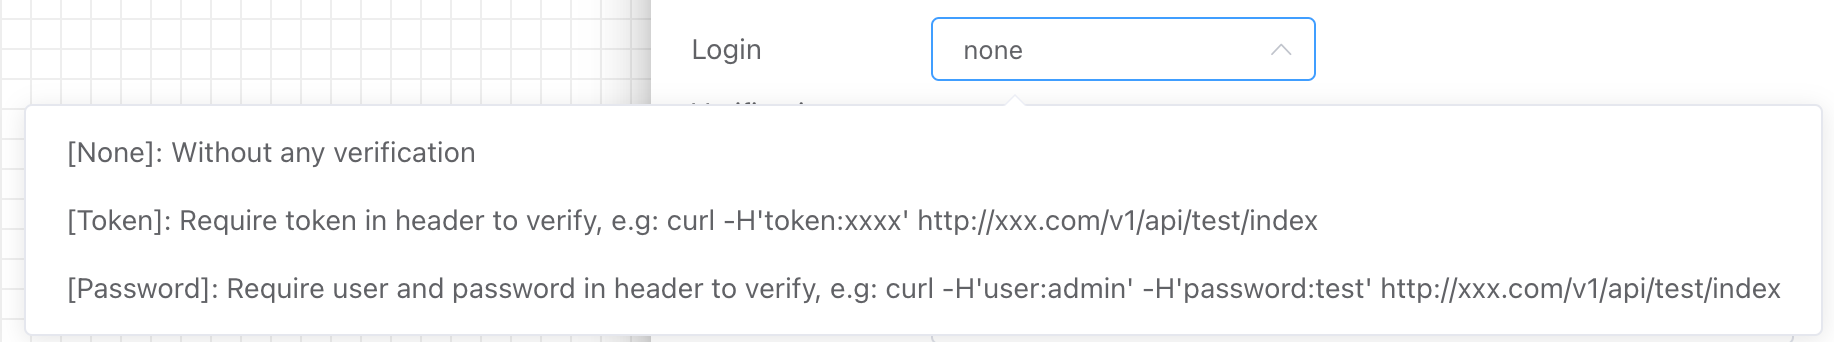 Login
none
[None]: Without any verification
[Token]: Require token in header to verify, e.g: curl -H'token:xxxx' http://xxx.com/v1/api/test/index
[Password]: Require user and password in header to verify, e.g: curl -H'user:admin' -H'password:test' http://xxx.com/v1/api/test/index